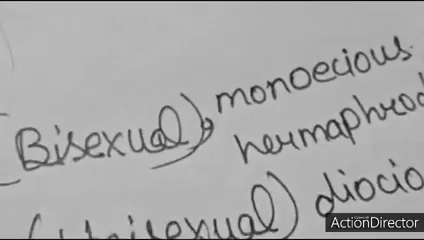 (Bisexual) monoecious.
hermaphrod
(Unisexual) diocio
ActionDirector